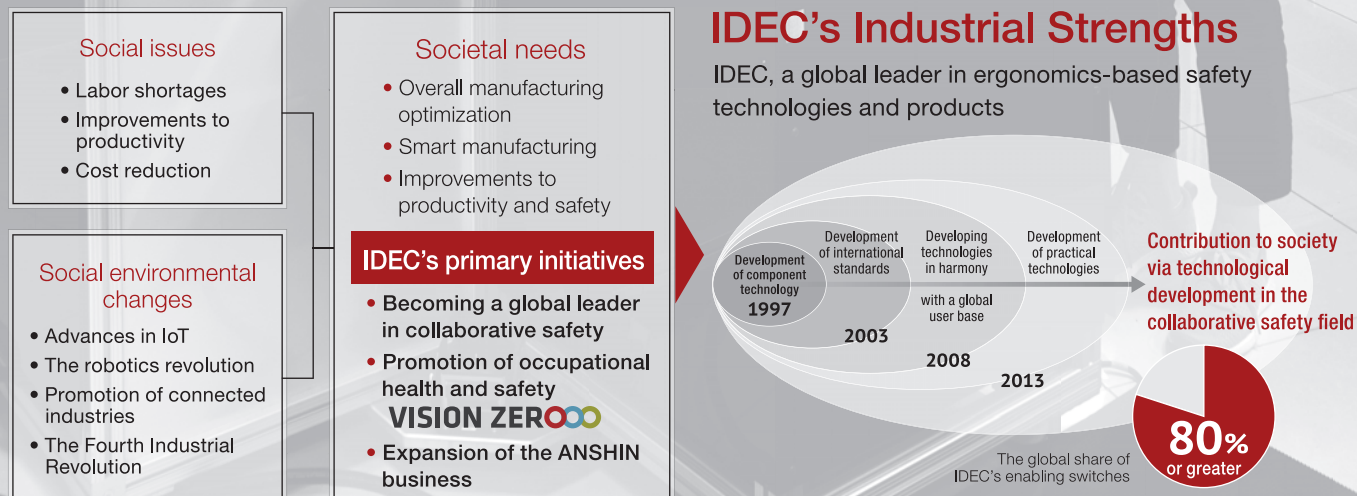 Social issues
• Labor shortages
• Improvements to
productivity
• Cost reduction
Social environmental
changes
• Advances in IoT
• The robotics revolution
• Promotion of connected
industries
• The Fourth Industrial
Revolution
Societal needs
• Overall manufacturing
optimization
• Smart manufacturing
• Improvements to
productivity and safety
IDEC's primary initiatives
• Becoming a global leader
in collaborative safety
• Promotion of occupational
health and safety
VISION ZERO
• Expansion of the ANSHIN
business
IDEC's Industrial Strengths
IDEC, a global leader in ergonomics-based safety
technologies and products
Development
of component
technology
1997
Development
of international
standards
2003
Developing
technologies
in harmony
with a global
user base
2008
Development
of practical
technologies
2013
Contribution to society
via technological
development in the
collaborative safety field
80%
or greater
The global share of
IDEC's enabling switches